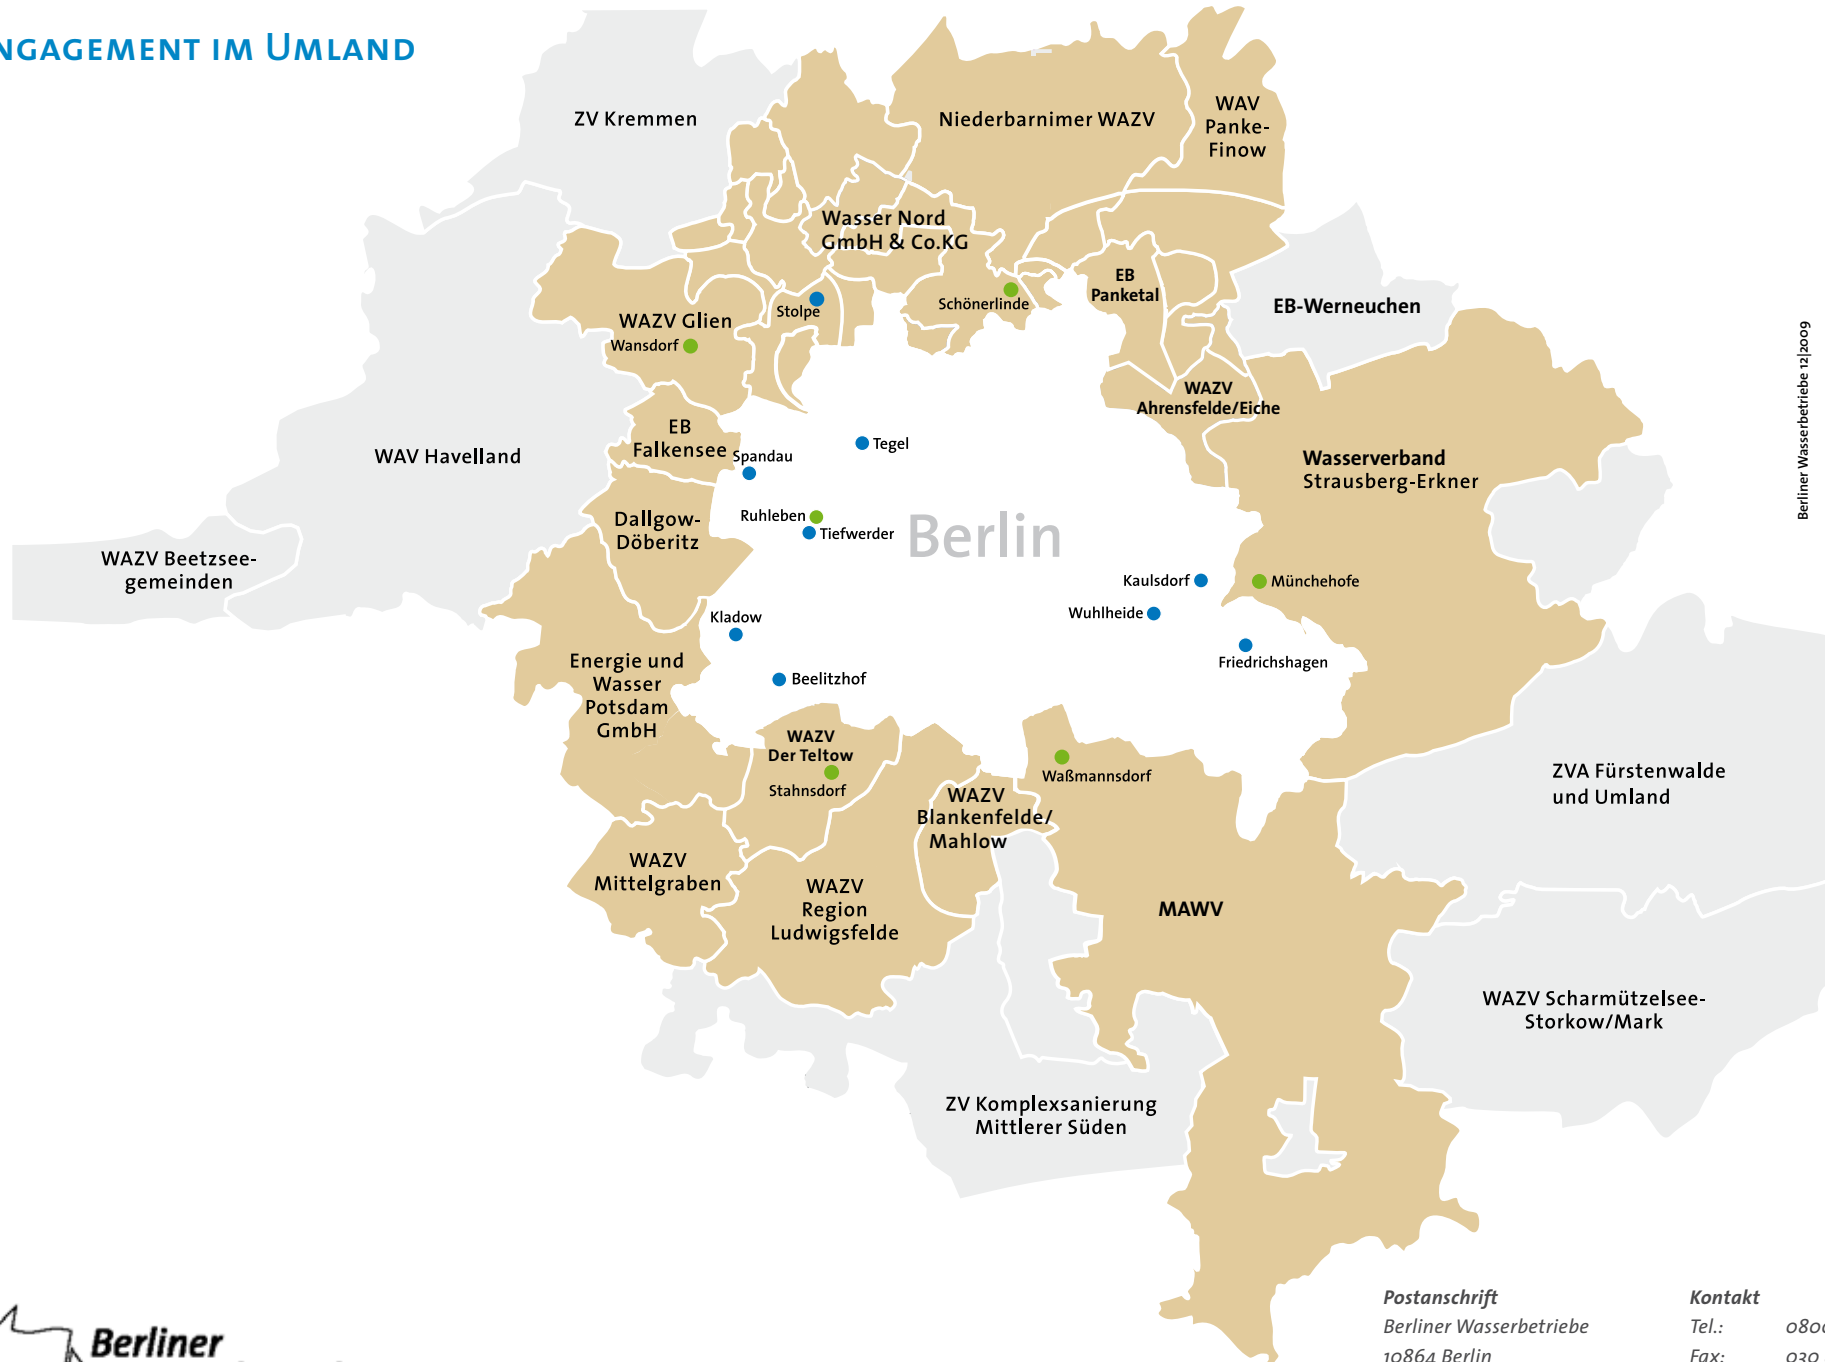 NGAGEMENT IM UMLAND
ZV Kremmen
Niederbarnimer WAZV
WAV
Panke-
Finow
Wasser Nord
GmbH & Co.KG
EB
Panketal
Schönerlinde
Stolpe
EB-Werneuchen
WAZV Glien
Wansdorf
WAZV
Ahrensfelde/Eiche
EB
Falkensee
Spandau
Tegel
WAV Havelland
Wasserverband
Strausberg-Erkner
Berliner Wasserbetriebe 12|2009
Dallgow-
Döberitz
Ruhleben
Tiefwerder
Berlin
WAZV Beetzsee-
gemeinden
Kaulsdorf
Münchehofe
Wuhlheide
Kladow
Friedrichshagen
Energie und
Wasser
Potsdam
GmbH
Beelitzhof
WAZV
Der Teltow
Stahnsdorf
Waßmannsdorf
ZVA Fürstenwalde
und Umland
WAZV
Blankenfelde/
Mahlow
WAZV
Mittelgraben
WAZV
Region
Ludwigsfelde
MAWV
WAZV Scharmützelsee-
Storkow/Mark
ZV Komplexsanierung
Mittlerer Süden
Berliner
Postanschrift
Berliner Wasserbetriebe
10864 Berlin
Kontakt
Tel.: 080
Fax: 030